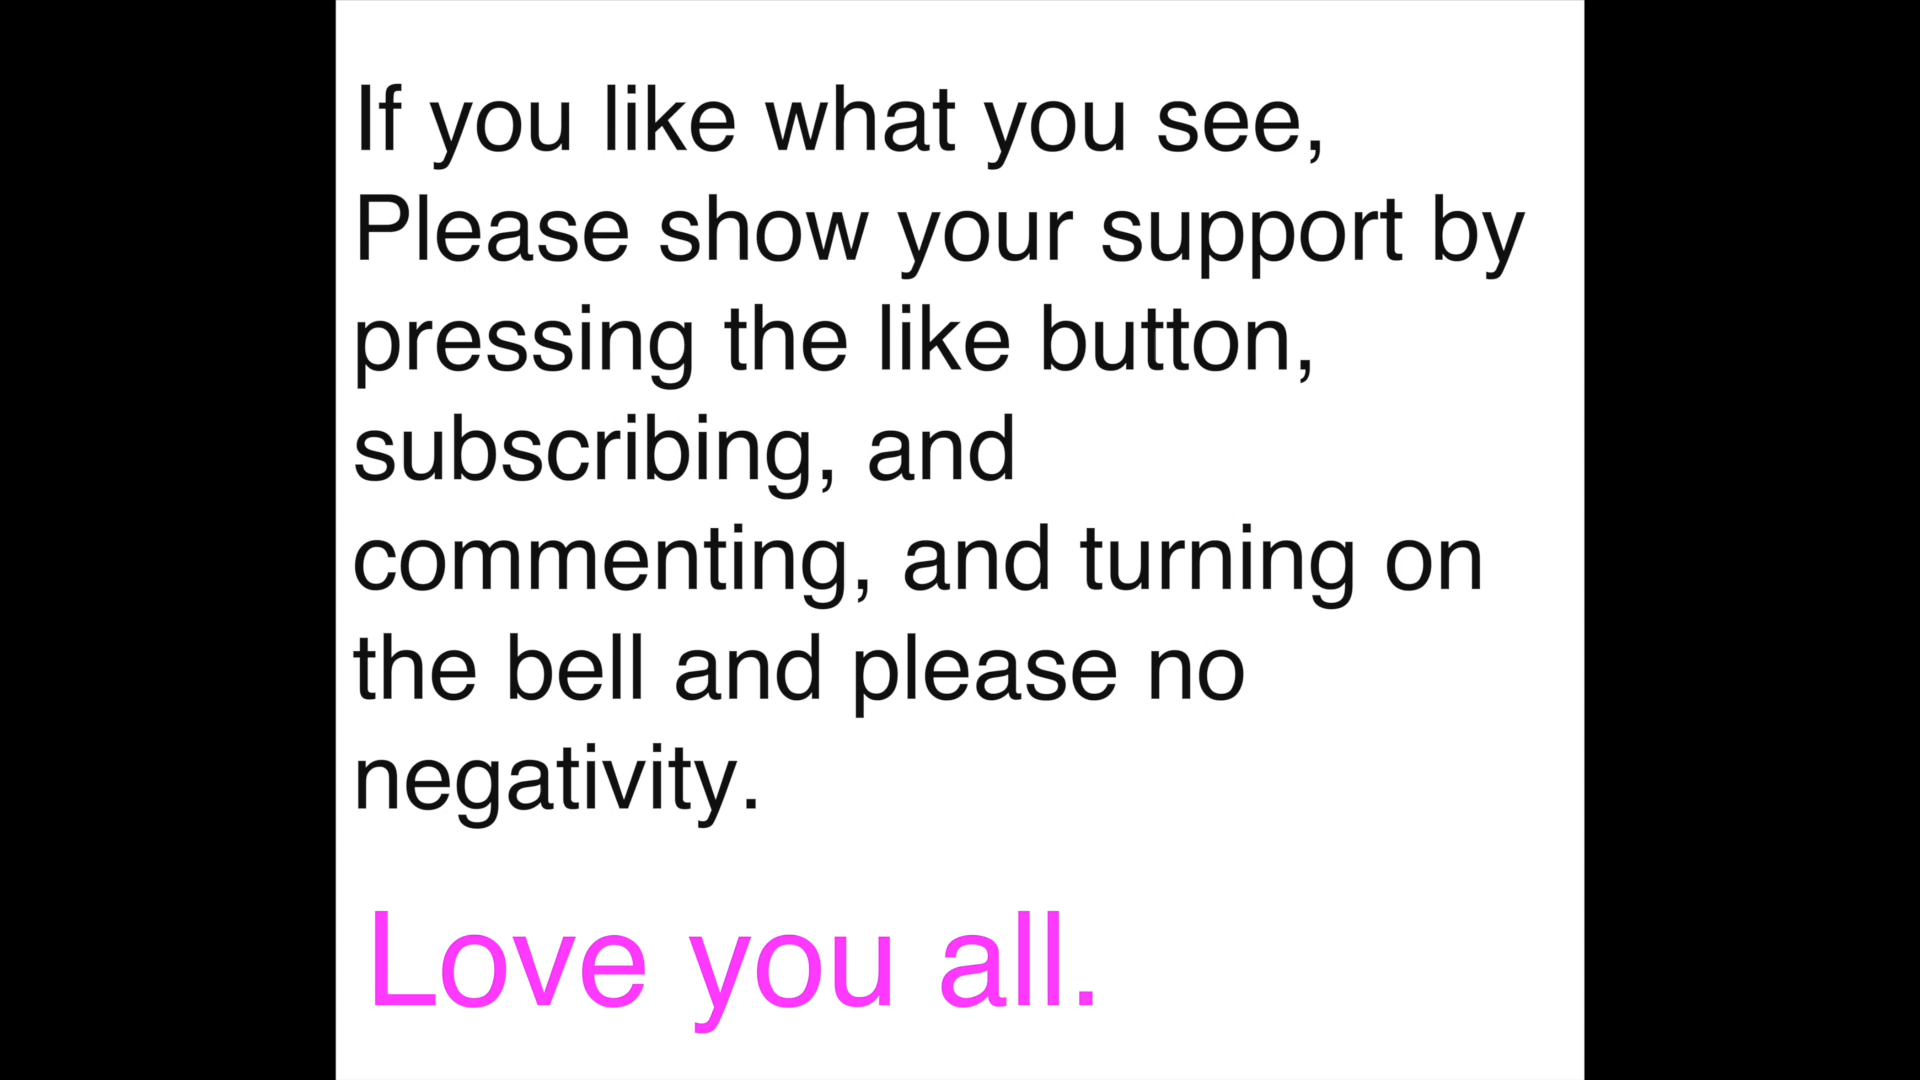 If you like what you see,
Please show your support by
pressing the like button,
subscribing, and
commenting, and turning on
the bell and please no
negativity.
Love you all.